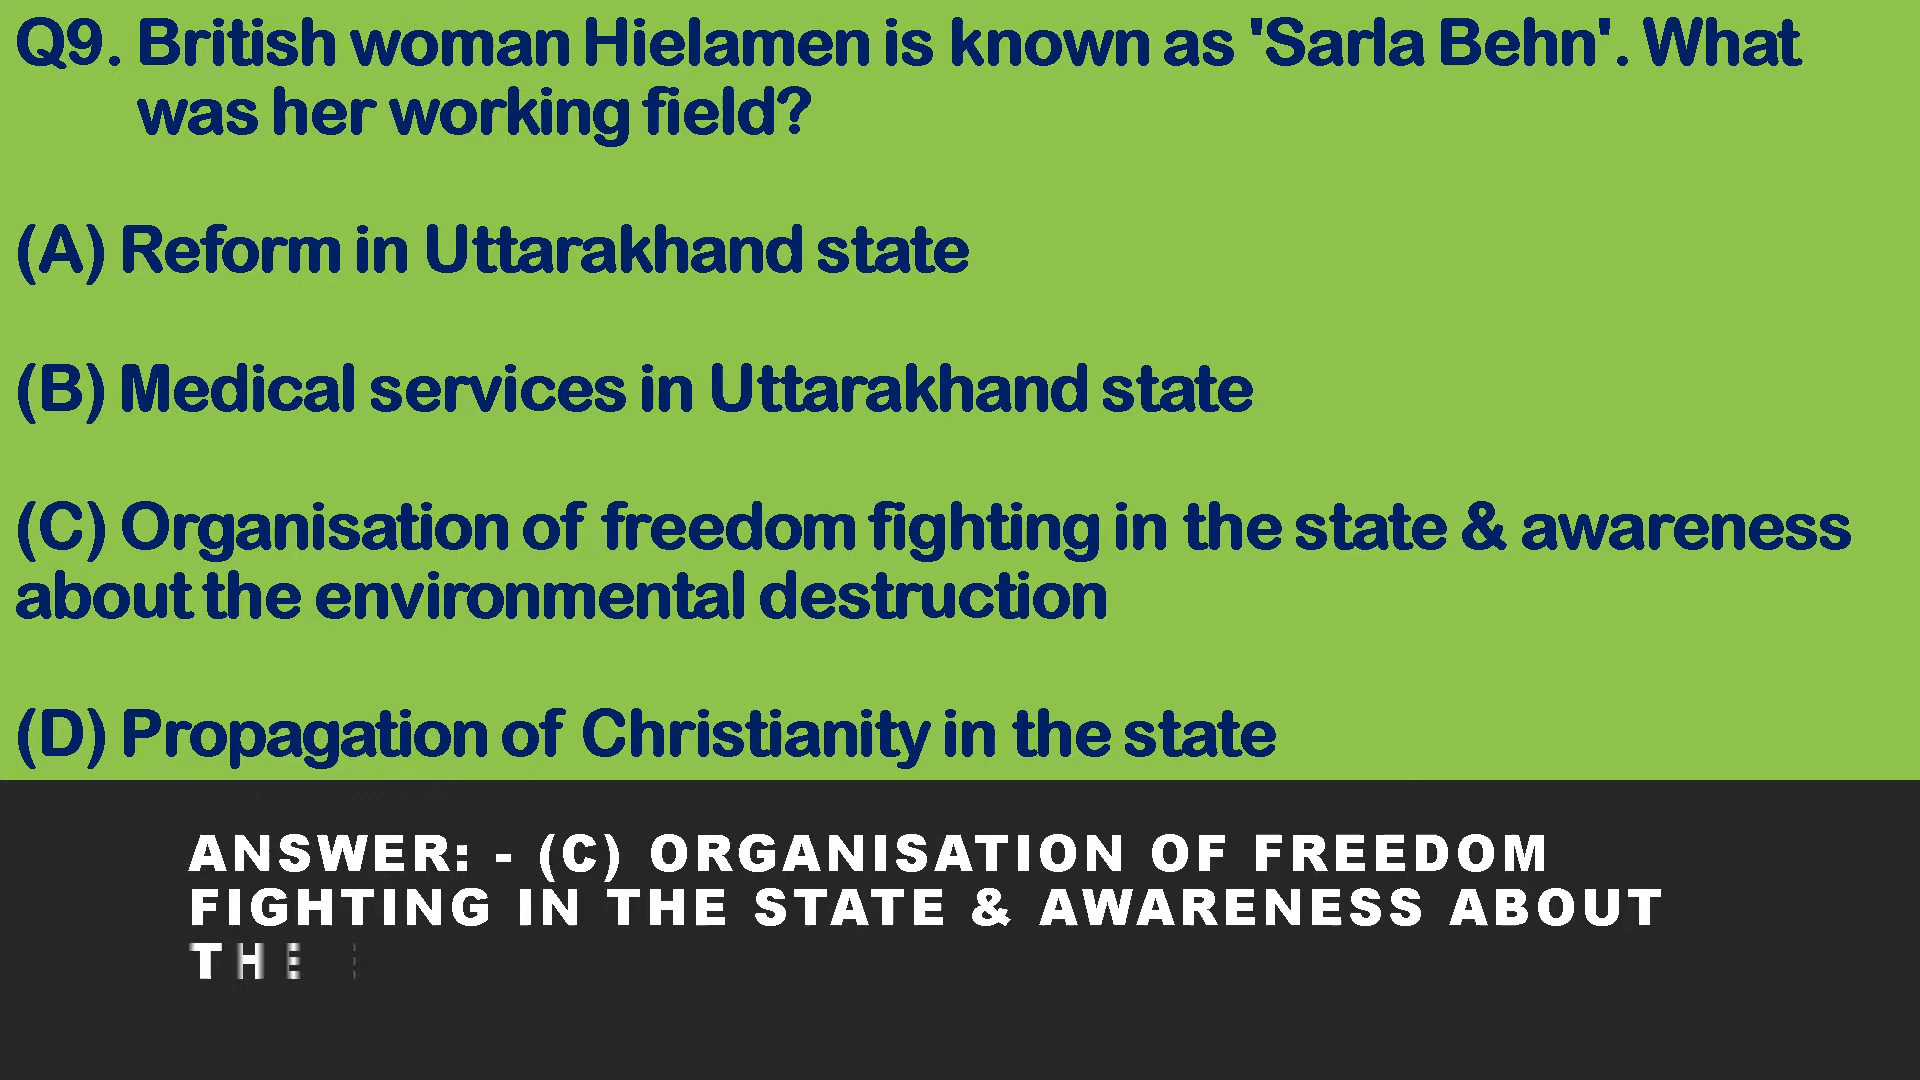 Q9. British woman Hielamen is known as 'Sarla Behn'. What
was her working field?
(A) Reform in Uttarakhand state
(B) Medical services in Uttarakhand state
(C) Organisation of freedom fighting in the state & awareness
about the environmental destruction
(D) Propagation of Christianity in the state
ANSWER: - (C) ORGANISATION OF FREEDOM
FIGHTING IN THE STATE & AWARENESS ABOUT
THE